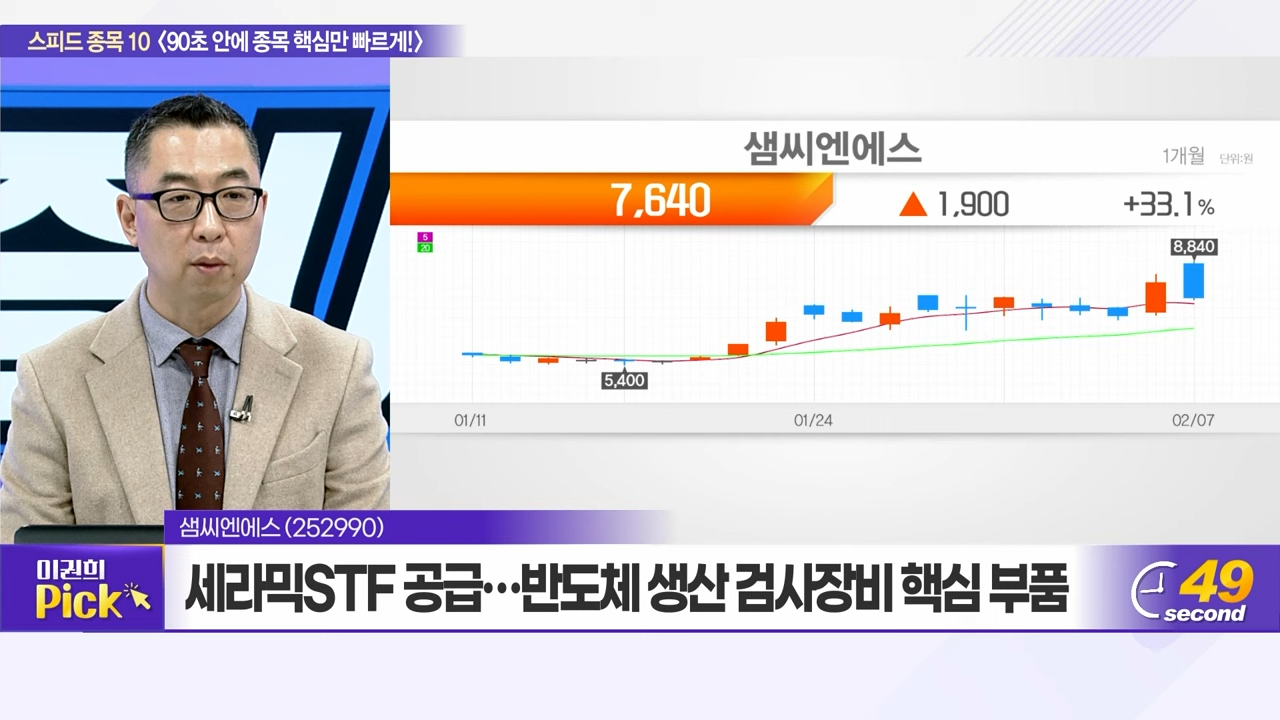 스피드 종목 10 <90초 안에 종목 핵심만 빠르게!>
샘씨엔에스
1개월 단위:원
7,640 ▲ 1,900 +33.1%
5
20
8,840
5,400
01/11 01/24 02/07
샘씨엔에스 (252990)
이권희
Pick
세라믹STF 공급…반도체 생산 검사장비 핵심 부품
49
second